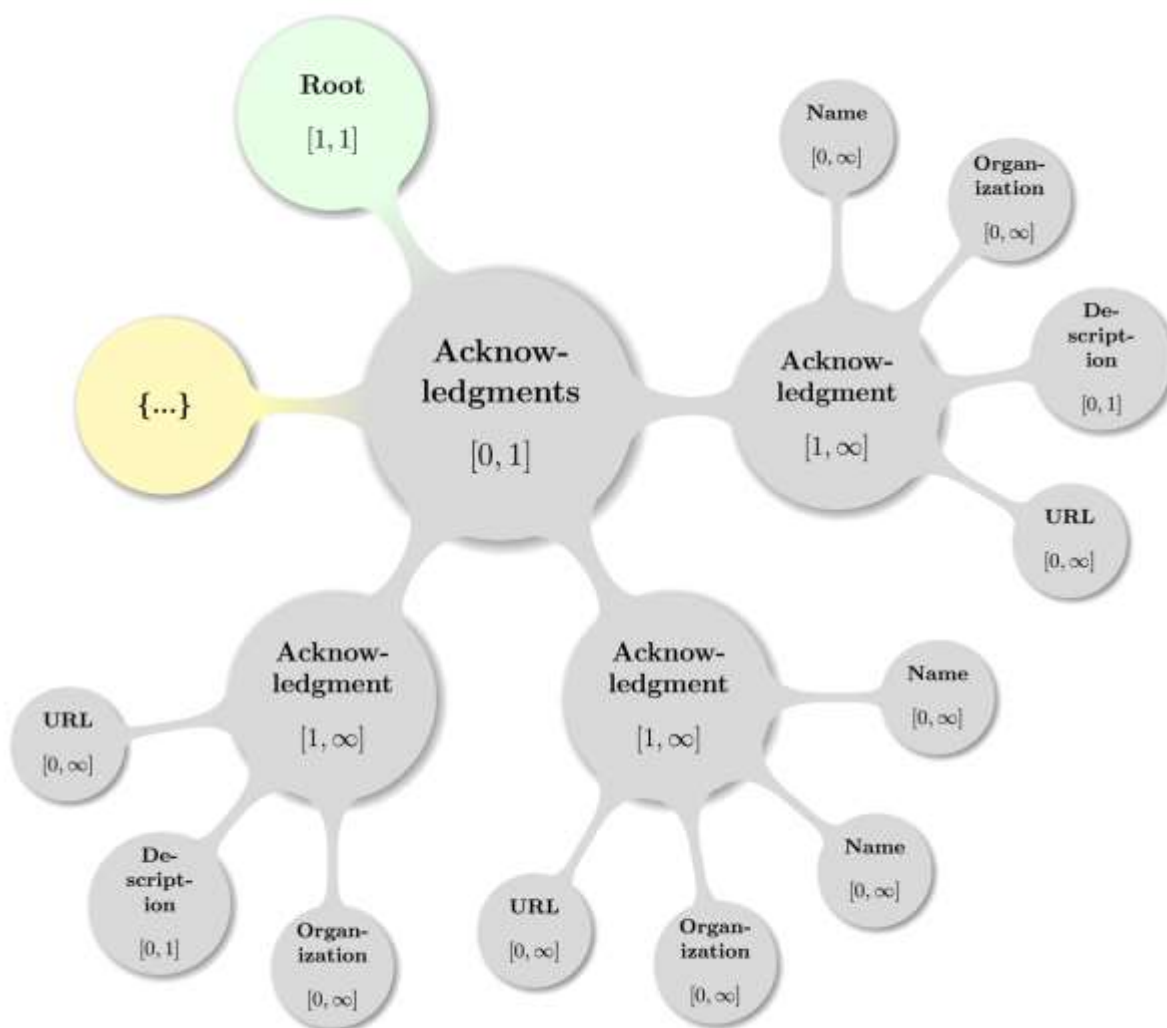 Root
[1, 1]
Name
[0, ∞]
Organ-
ization
[0, ∞]
{...}
Acknow-
ledgments
[0, 1]
Acknow-
ledgment
[1, ∞]
De-
script-
ion
[0, 1]
URL
[0, ∞]
Acknow-
ledgment
[1, ∞]
URL
[0, ∞]
De-
script-
ion
[0, 1]
Organ-
ization
[0, ∞]
Acknow-
ledgment
[1, ∞]
Name
[0, ∞]
Name
[0, ∞]
URL
[0, ∞]
Organ-
ization
[0, ∞]